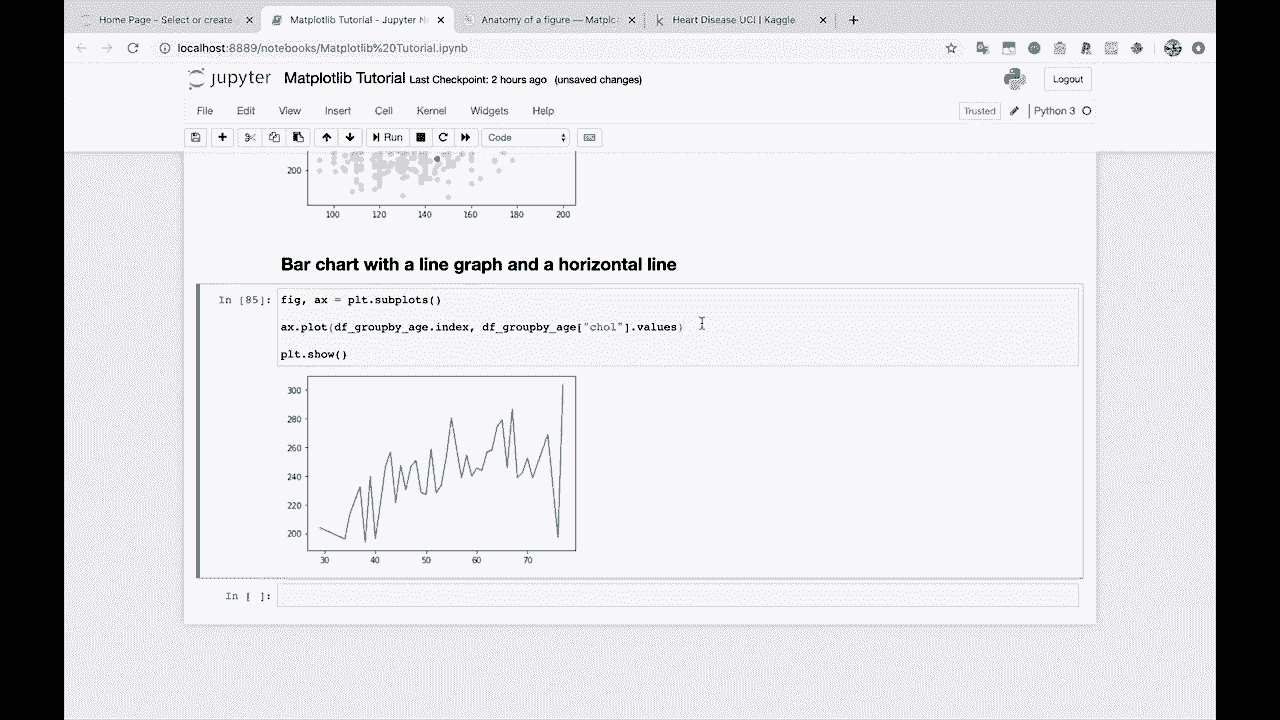 Home Page - Select or create
Matplotlib Tutorial - Jupyter N
Anatomy of a figure — Matplo
Heart Disease UCI | Kaggle
localhost:8889/notebooks/Matplotlib%20Tutorial.ipynb
jupyter Matplotlib Tutorial Last Checkpoint: 2 hours ago (unsaved changes)
Logout
File Edit View Insert Cell Kernel Widgets Help
Trusted Python 3
Run Code
200
100 120 140 160 180 200
Bar chart with a line graph and a horizontal line
In [85]: fig, ax = plt.subplots()
ax.plot(df_groupby_age.index, df_groupby_age["chol"].values)
plt.show()
300
280
260
240
220
200
30 40 50 60 70
In [ ]: